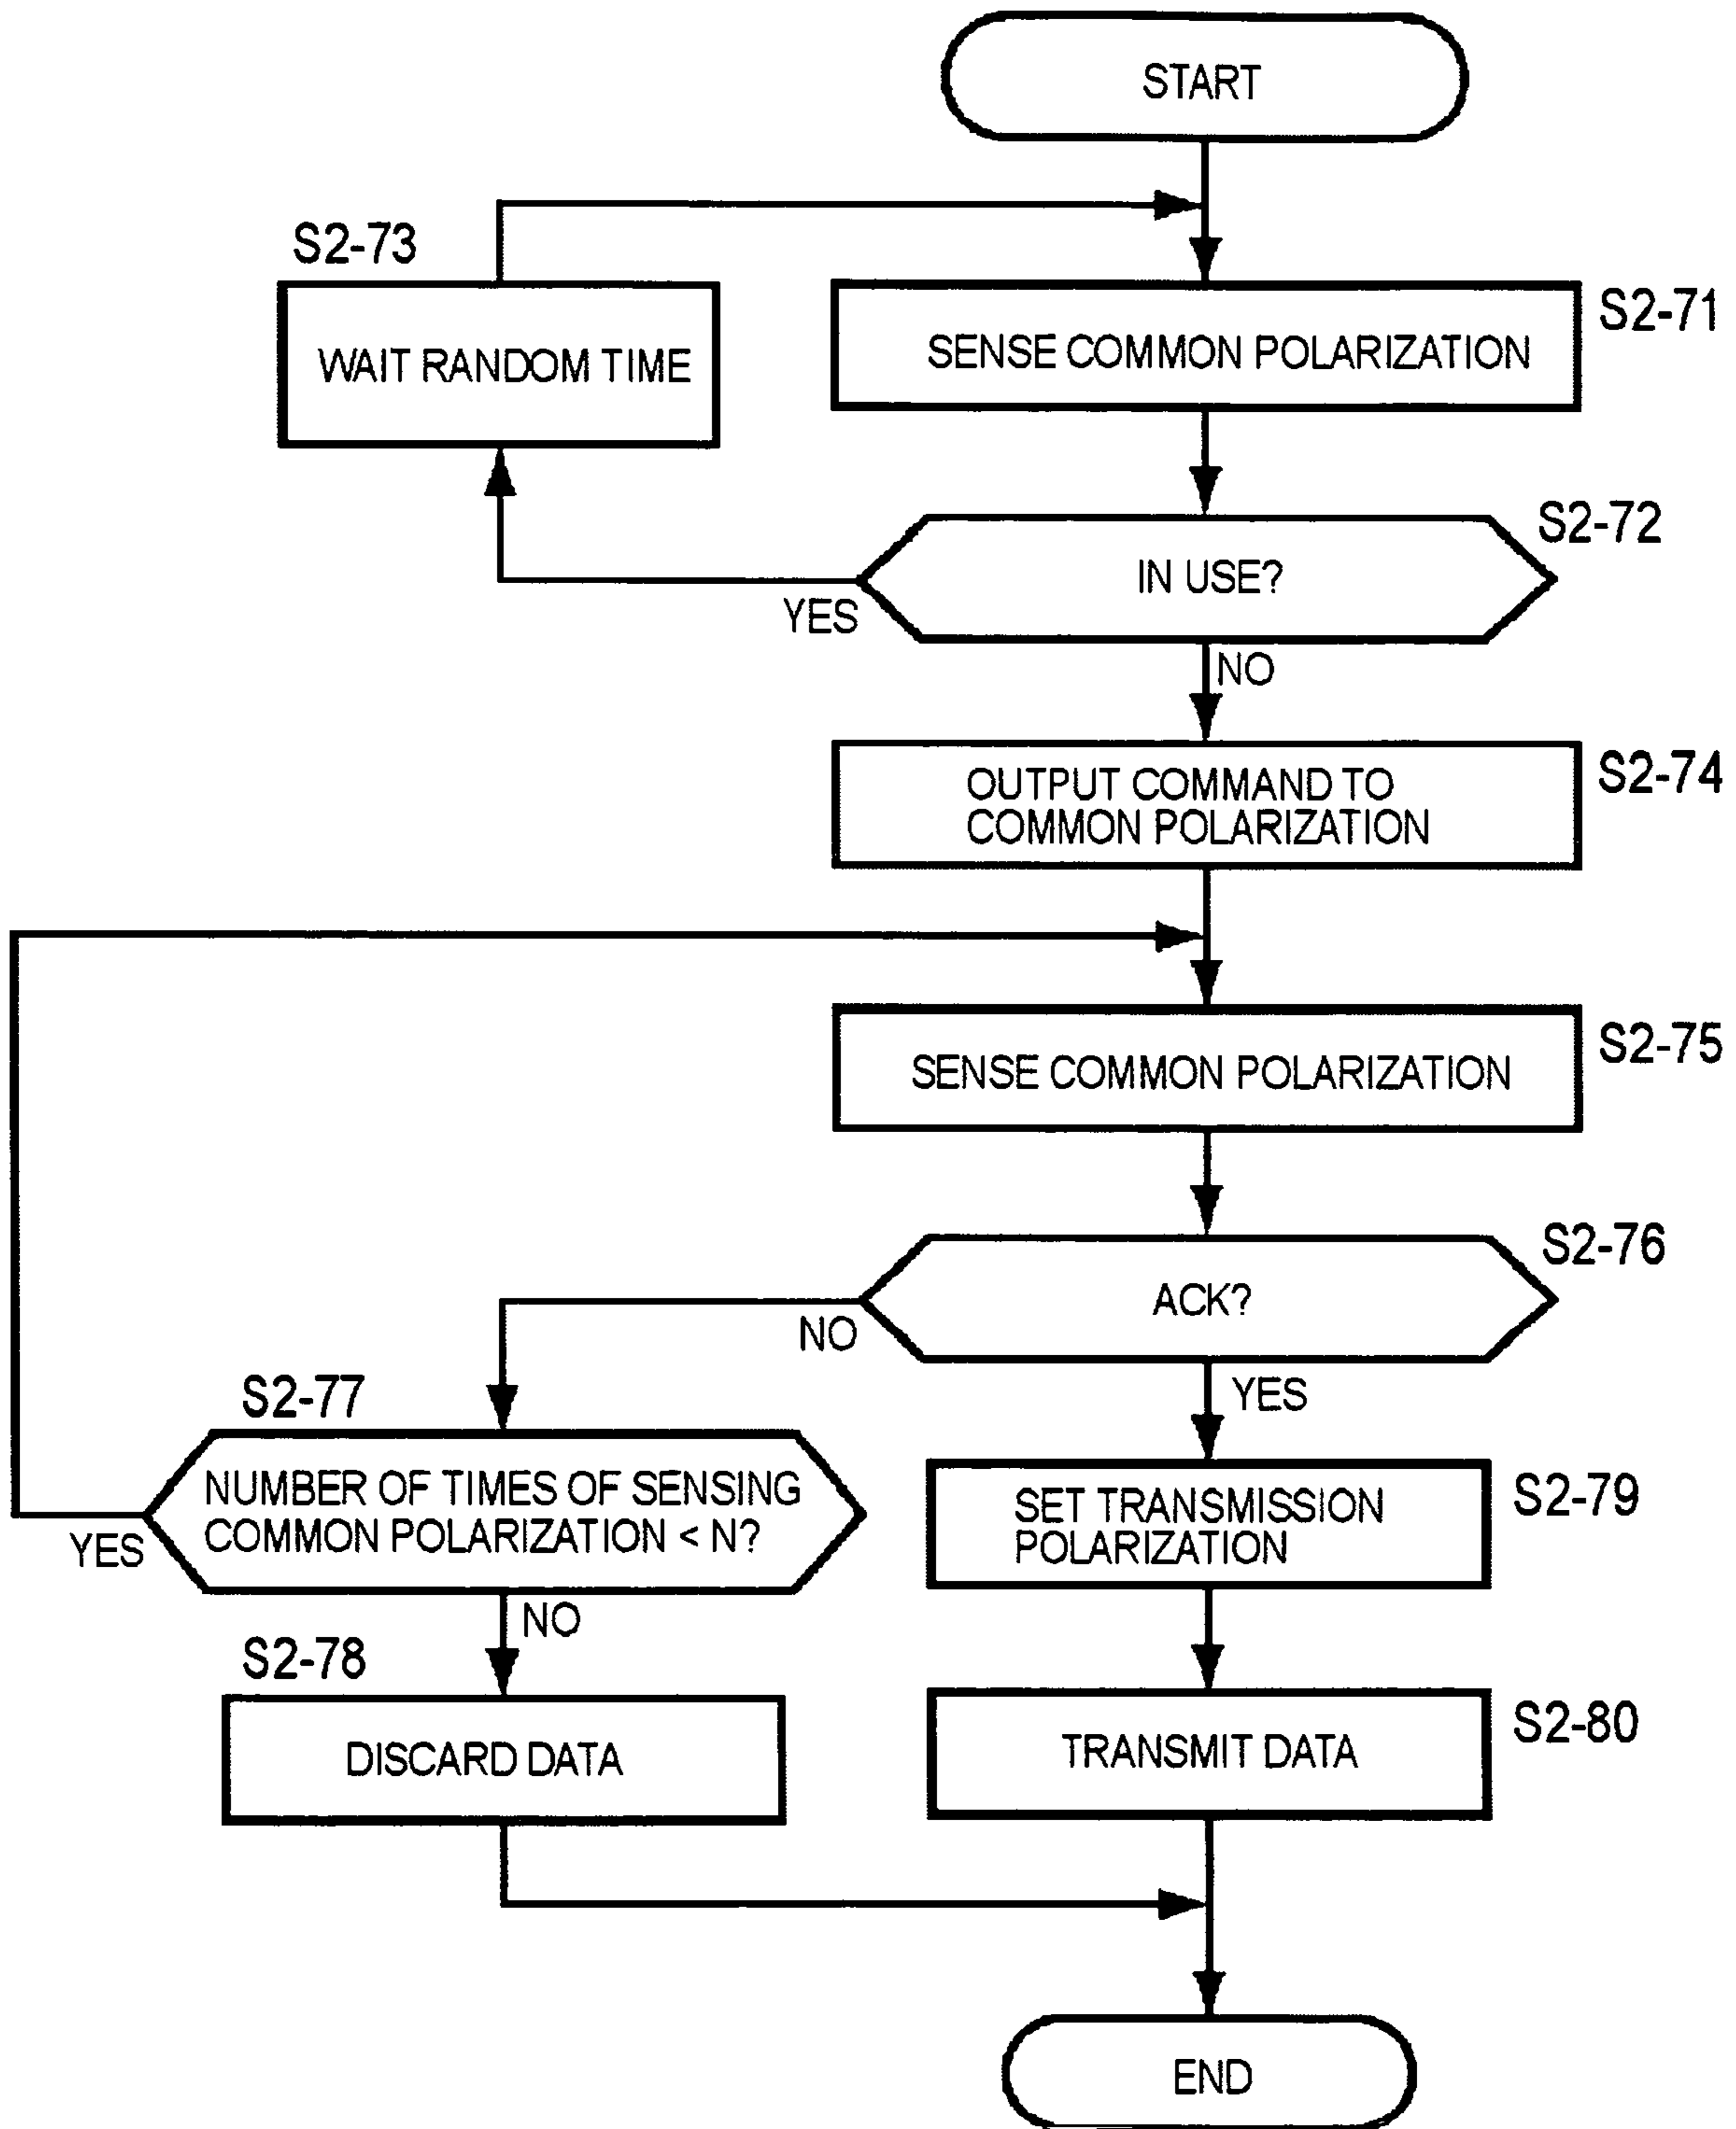 START
S2-73
WAIT RANDOM TIME
S2-71
SENSE COMMON POLARIZATION
S2-72
IN USE?
YES
NO
S2-74
OUTPUT COMMAND TO
COMMON POLARIZATION
S2-75
SENSE COMMON POLARIZATION
S2-76
ACK?
NO
YES
S2-77
NUMBER OF TIMES OF SENSING
COMMON POLARIZATION < N?
YES
NO
S2-79
SET TRANSMISSION
POLARIZATION
S2-78
DISCARD DATA
S2-80
TRANSMIT DATA
END